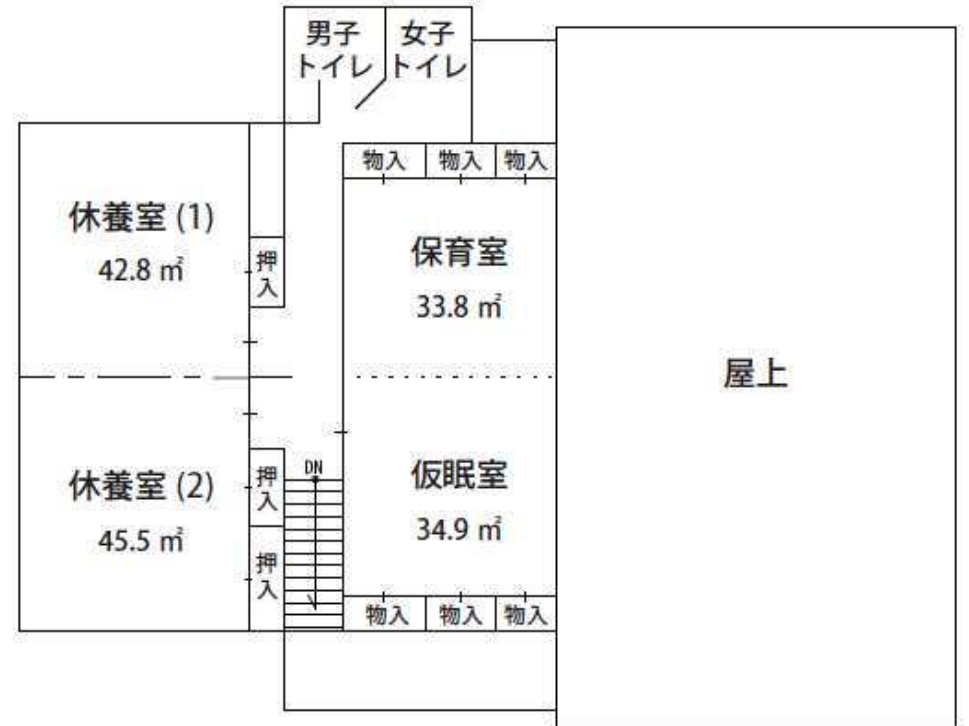 男子
トイレ
女子
トイレ
物入
物入
物入
休養室 (1)
42.8 ㎡
押
入
保育室
33.8 ㎡
屋上
DN
休養室 (2)
45.5 ㎡
押
入
押
入
仮眠室
34.9 ㎡
物入
物入
物入